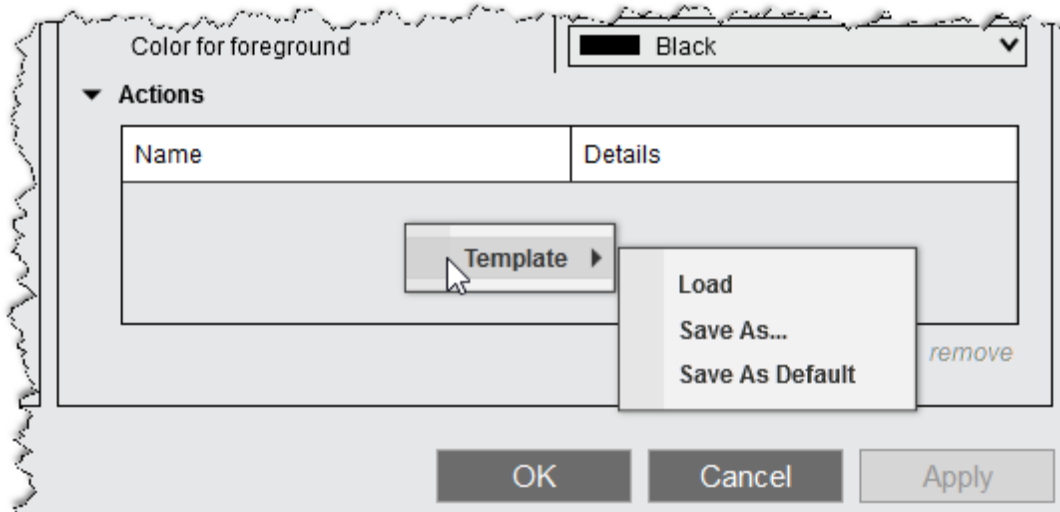 Color for foreground Black
Actions
Name Details
Template
Load
Save As...
Save As Default
remove
OK Cancel Apply